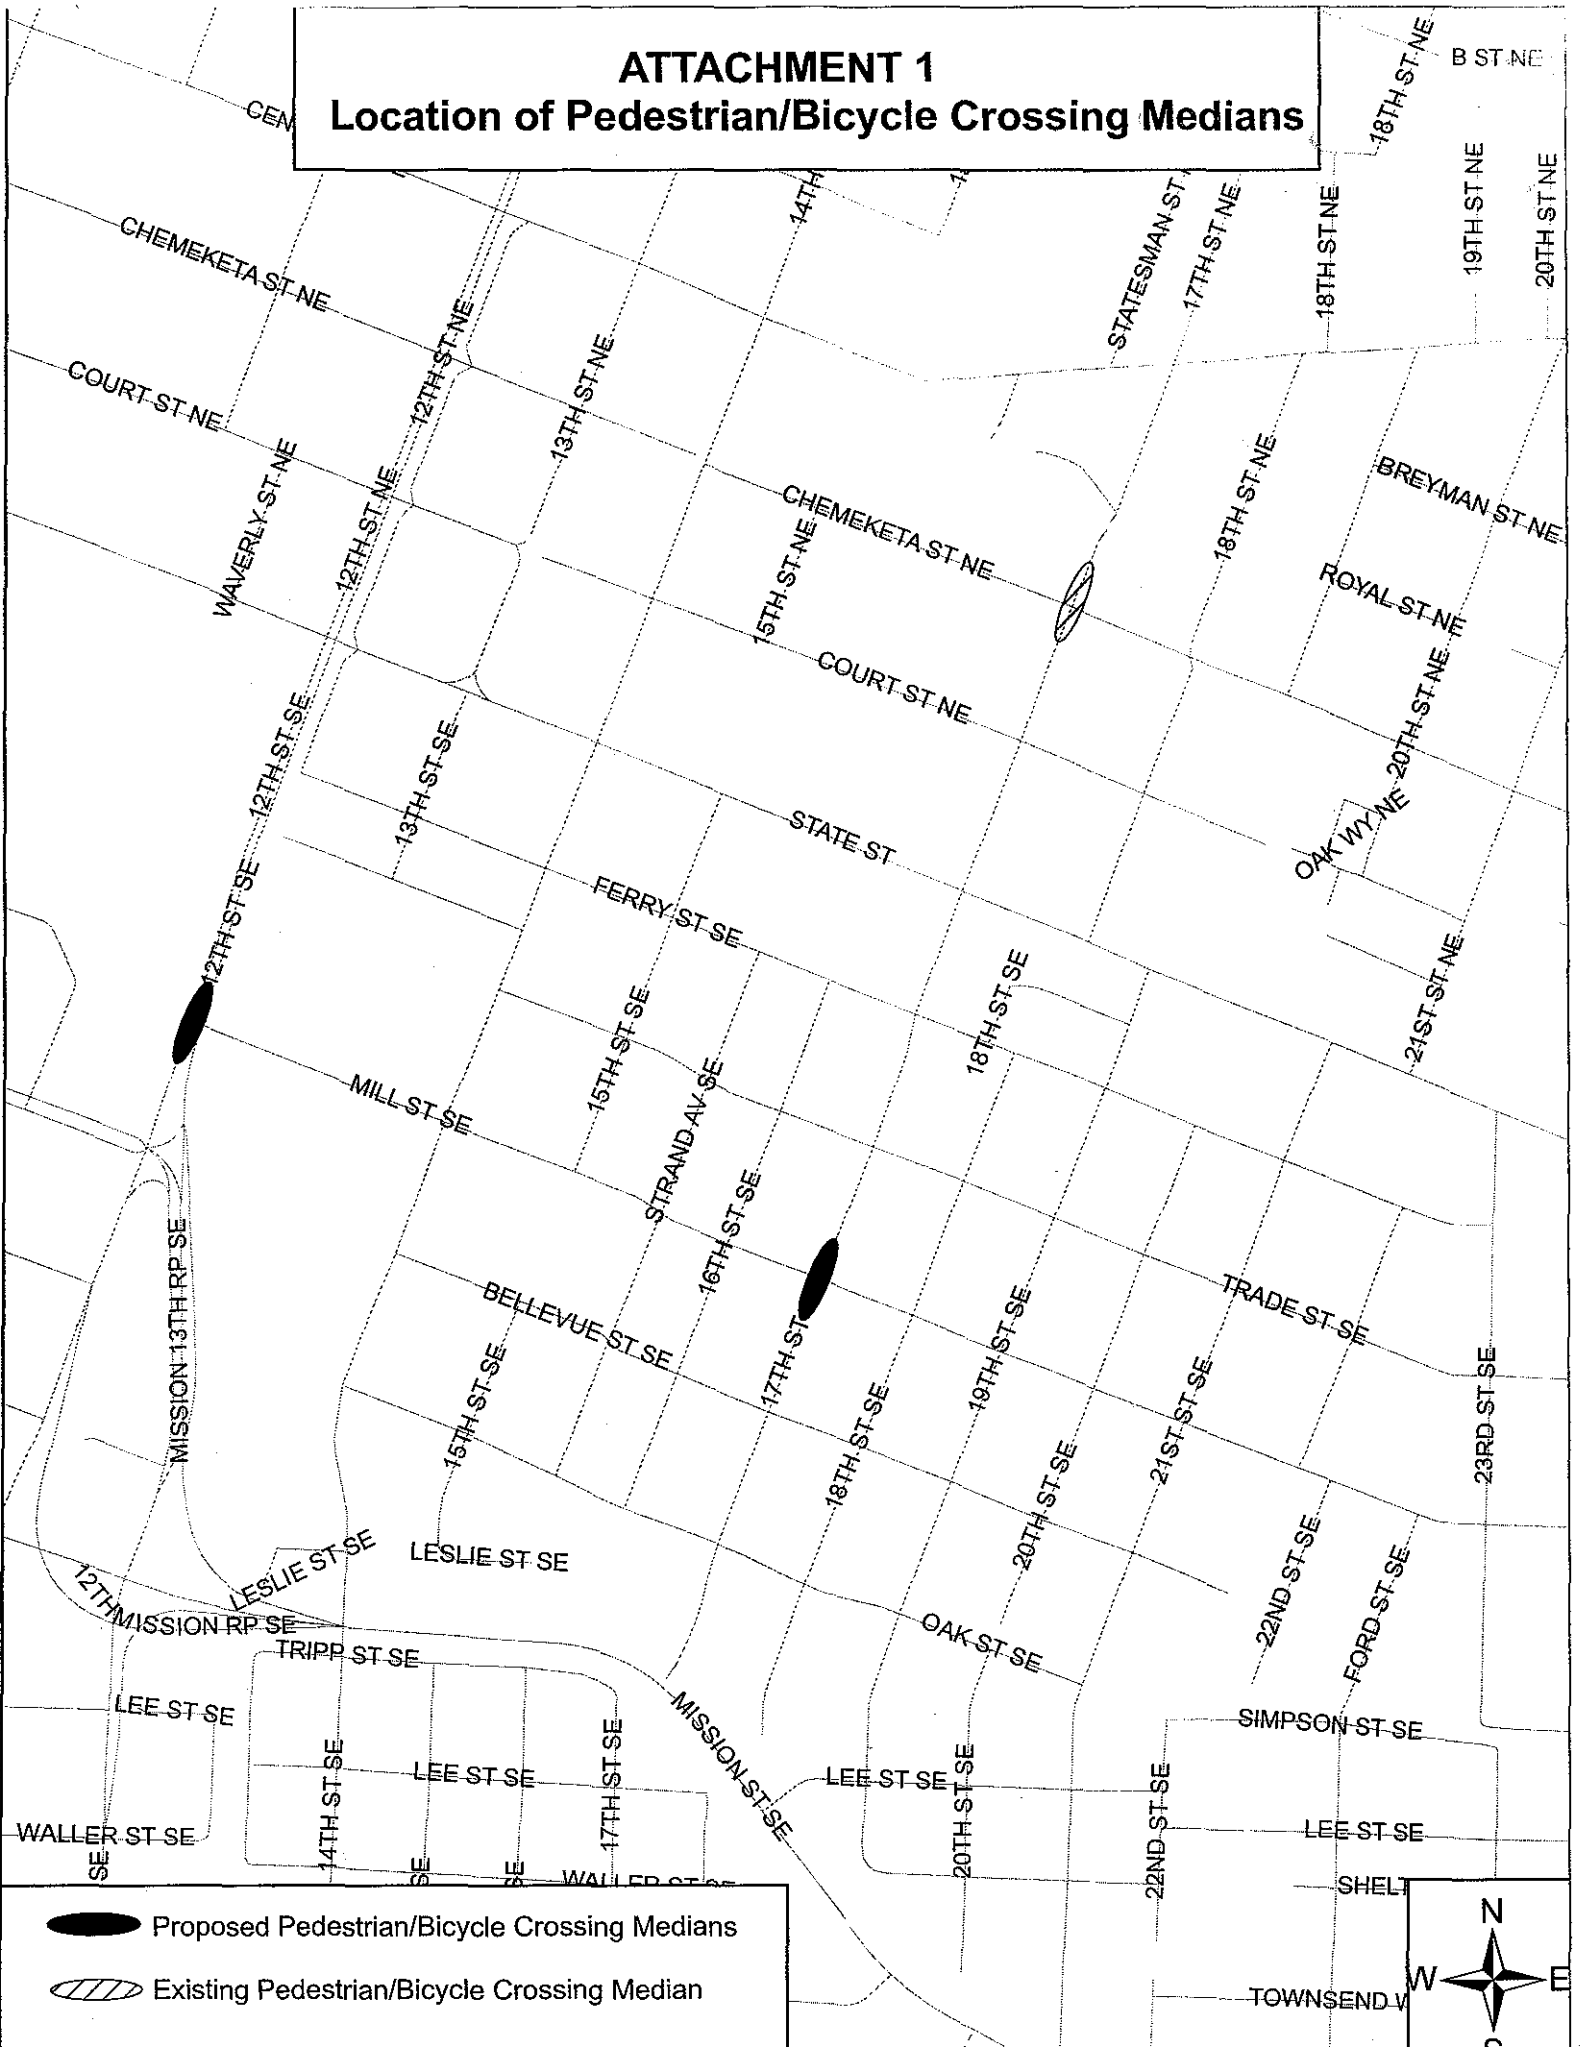 ATTACHMENT 1
Location of Pedestrian/Bicycle Crossing Medians
B ST NE
18TH ST NE
CEN
14TH
STATESMAN ST
17TH ST NE
18TH ST NE
19TH ST NE
20TH ST NE
CHEMEKETA ST NE
12TH ST NE
13TH ST NE
COURT ST NE
WAVERLY ST NE
12TH ST NE
CHEMEKETA ST NE
15TH ST NE
18TH ST NE
BREYMAN ST NE
ROYAL ST NE
COURT ST NE
20TH ST NE
12TH ST SE
13TH ST SE
STATE ST
OAK WY NE
12TH ST SE
FERRY ST SE
18TH ST SE
21ST ST NE
15TH ST SE
MILL ST SE
STRAND AV SE
16TH ST SE
MISSION 13TH RP SE
BELLEVUE ST SE
17TH ST
19TH ST SE
TRADE ST SE
15TH ST SE
18TH ST SE
21ST ST SE
23RD ST SE
20TH ST SE
22ND ST SE
FORD ST SE
LESLIE ST SE
LESLIE ST SE
12TH
MISSION RP SE
OAK ST SE
TRIPP ST SE
LEE ST SE
MISSION ST SE
SIMPSON ST SE
14TH ST SE
LEE ST SE
17TH ST SE
LEE ST SE
20TH ST SE
22ND ST SE
WALLER ST SE
LEE ST SE
SE
SE
SE
WALLER ST SE
SHELT
Proposed Pedestrian/Bicycle Crossing Medians
Existing Pedestrian/Bicycle Crossing Median
TOWNSEND
N
W
E